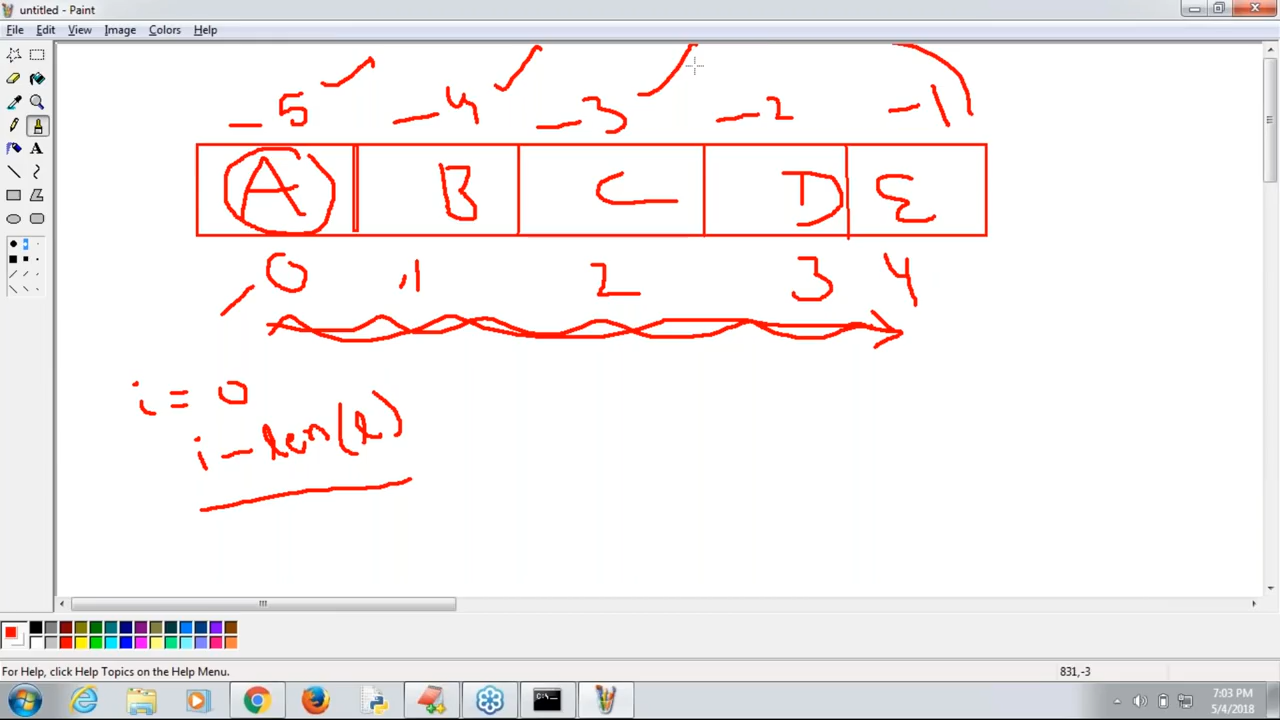 untitled - Paint
File Edit View Image Colors Help
-5 -4 -3 -2 -1
A B C D E
0 1 2 3 4
i = 0
i - len(l)
For Help, click Help Topics on the Help Menu.
831,-3
7:03 PM
5/4/2018